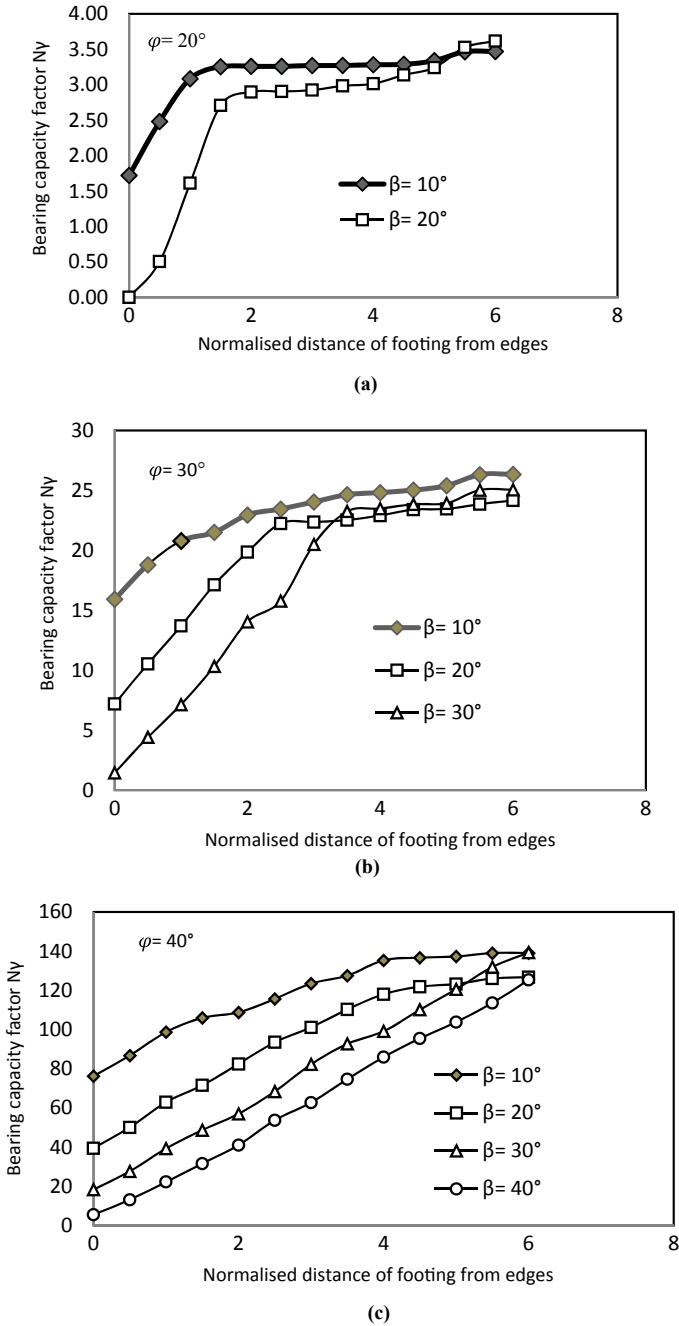 4.00
𝜑= 20°
3.50
3.00
2.50
2.00
1.50
1.00
0.50
0.00
Bearing capacity factor Nγ
β= 10°
β= 20°
0 2 4 6 8
Normalised distance of footing from edges
(a)
30
𝜑= 30°
25
20
15
10
5
0
Bearing capacity factor Nγ
β= 10°
β= 20°
β= 30°
0 2 4 6 8
Normalised distance of footing from edges
(b)
160
𝜑= 40°
140
120
100
80
60
40
20
0
Bearing capacity factor Nγ
β= 10°
β= 20°
β= 30°
β= 40°
0 2 4 6 8
Normalised distance of footing from edges
(c)